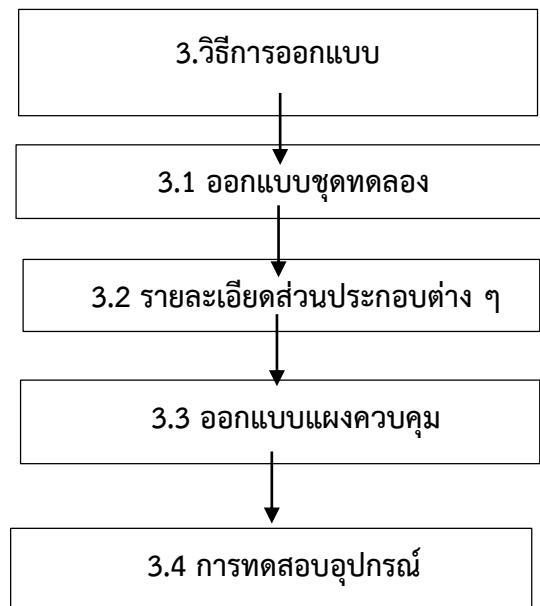 3.วิธีการออกแบบ
3.1 ออกแบบชุดทดลอง
3.2 รายละเอียดส่วนประกอบต่าง ๆ
3.3 ออกแบบแผงควบคุม
3.4 การทดสอบอุปกรณ์